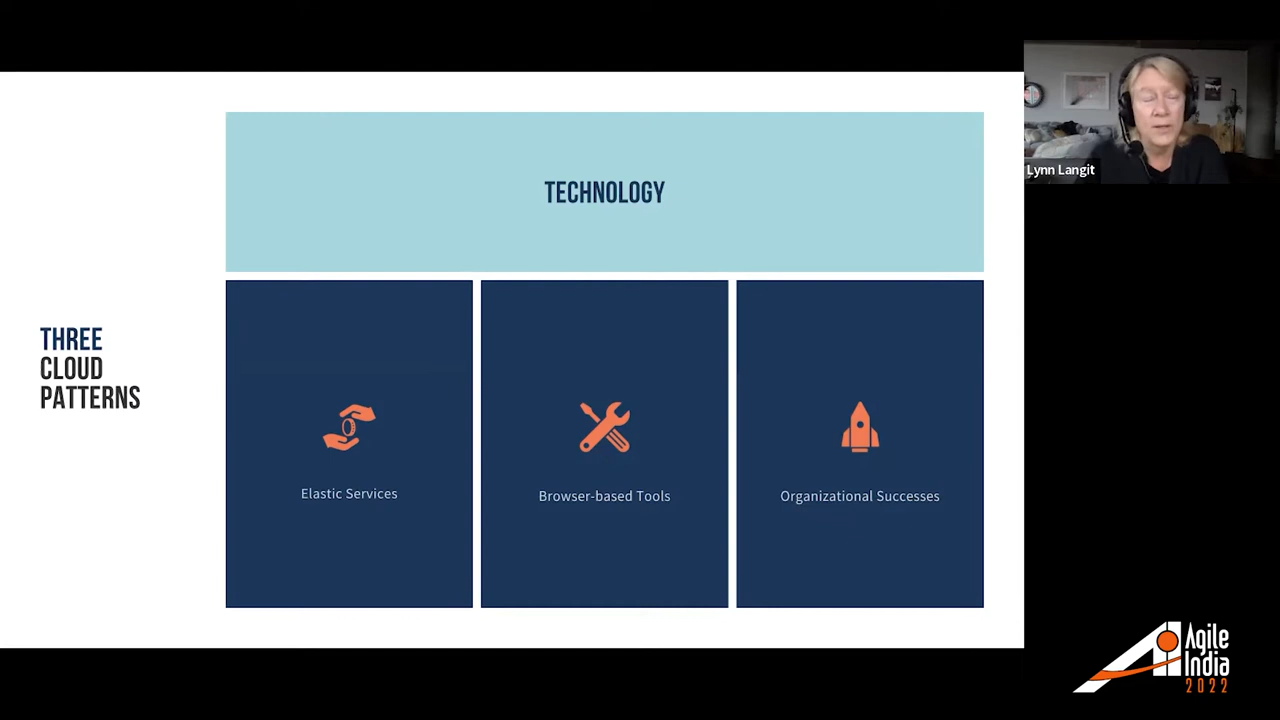 THREE
CLOUD
PATTERNS
TECHNOLOGY
Elastic Services
Browser-based Tools
Organizational Successes
Lynn Langit
Agile
India
2022